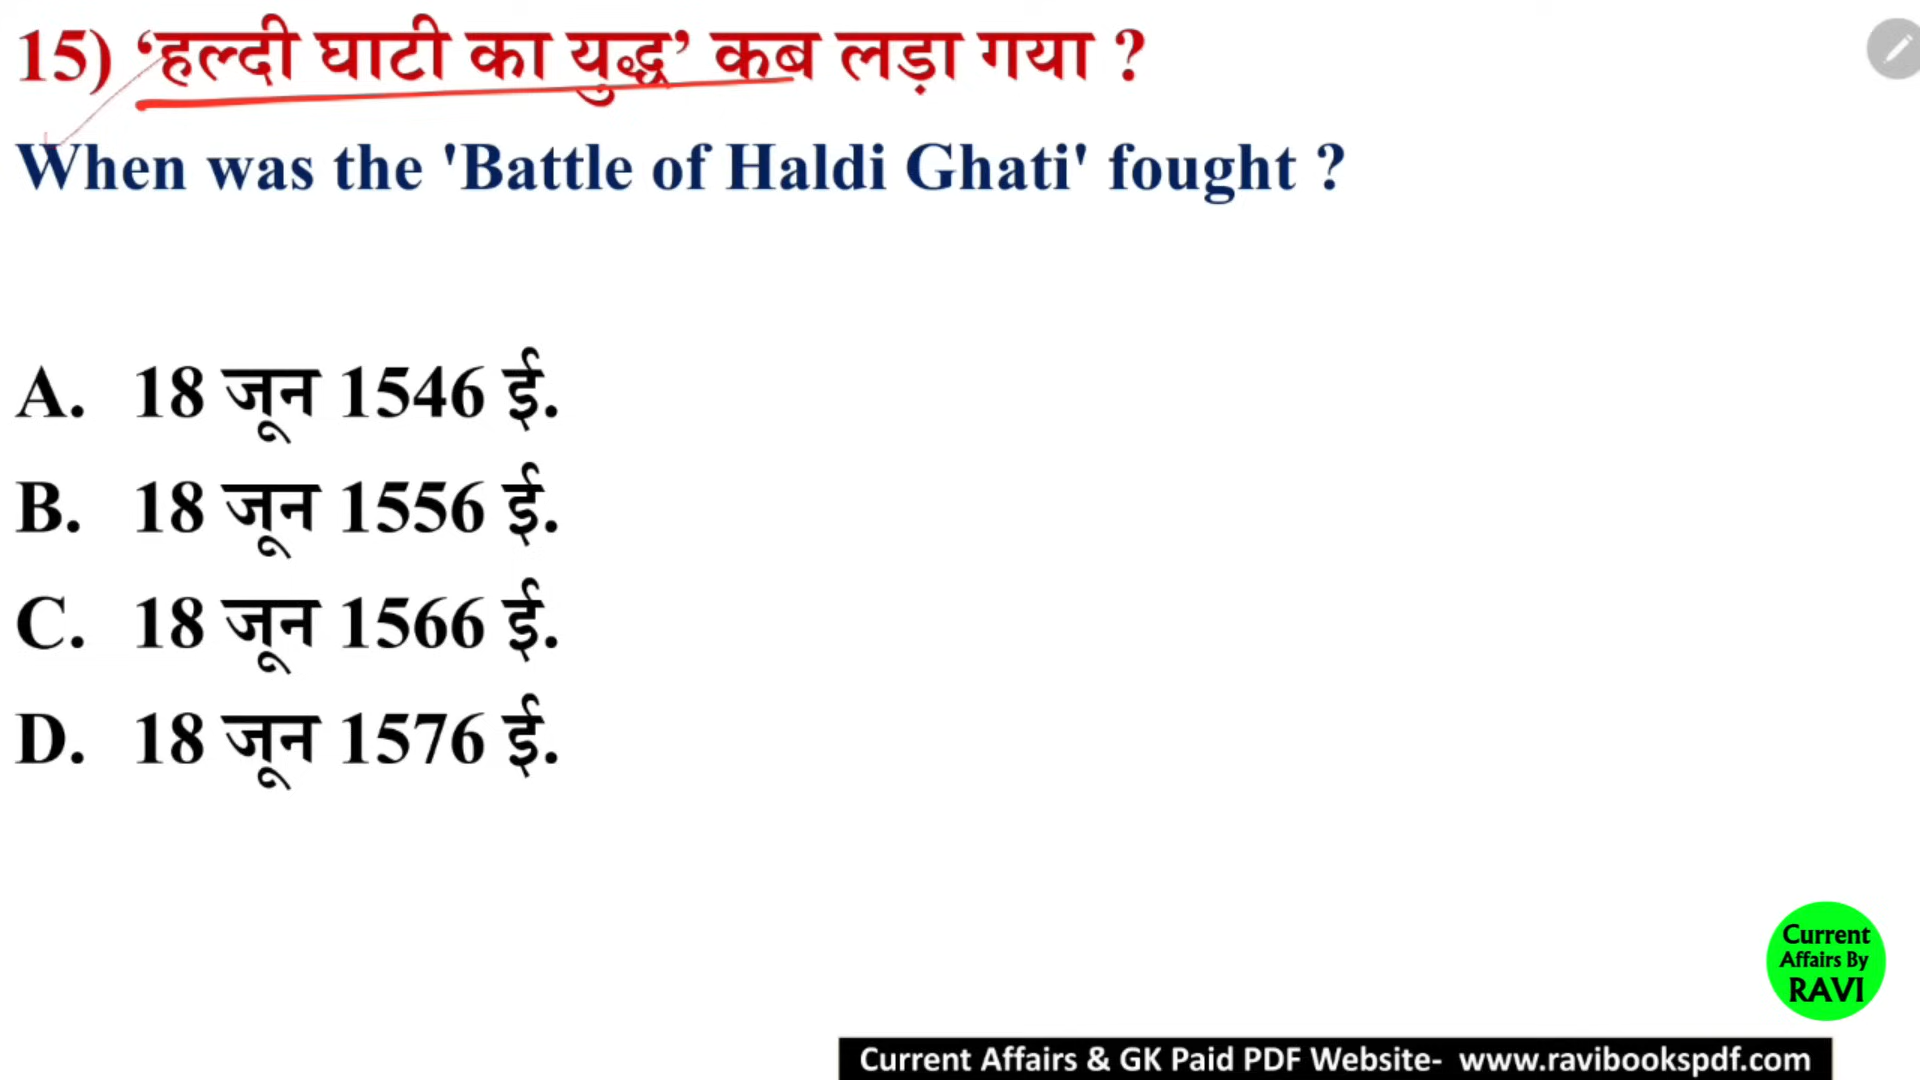 15) ‘हल्दी घाटी का युद्ध’ कब लड़ा गया ?
When was the 'Battle of Haldi Ghati' fought ?
A. 18 जून 1546 ई.
B. 18 जून 1556 ई.
C. 18 जून 1566 ई.
D. 18 जून 1576 ई.
Current
Affairs By
RAVI
Current Affairs & GK Paid PDF Website- www.ravibookspdf.com